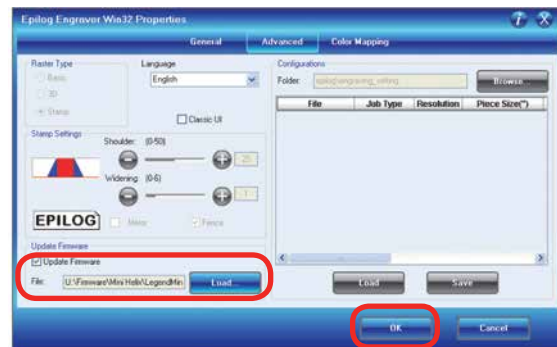 Epilog Engraver Win32 Properties
General Advanced Color Mapping
Raster Type
Basic
3D
Stamp
Language
English
Classic UI
Stamp Settings
Shoulder: (0-50)
25
Widening (0-6)
1
EPILOG
Mirror Fence
Update Firmware
Update Firmware
File: U:\Firmware\Mini Helix\LegendMin
Load...
Configurations
Folder: Browse...
File Job Type Resolution Piece Size(")
Load Save
OK Cancel